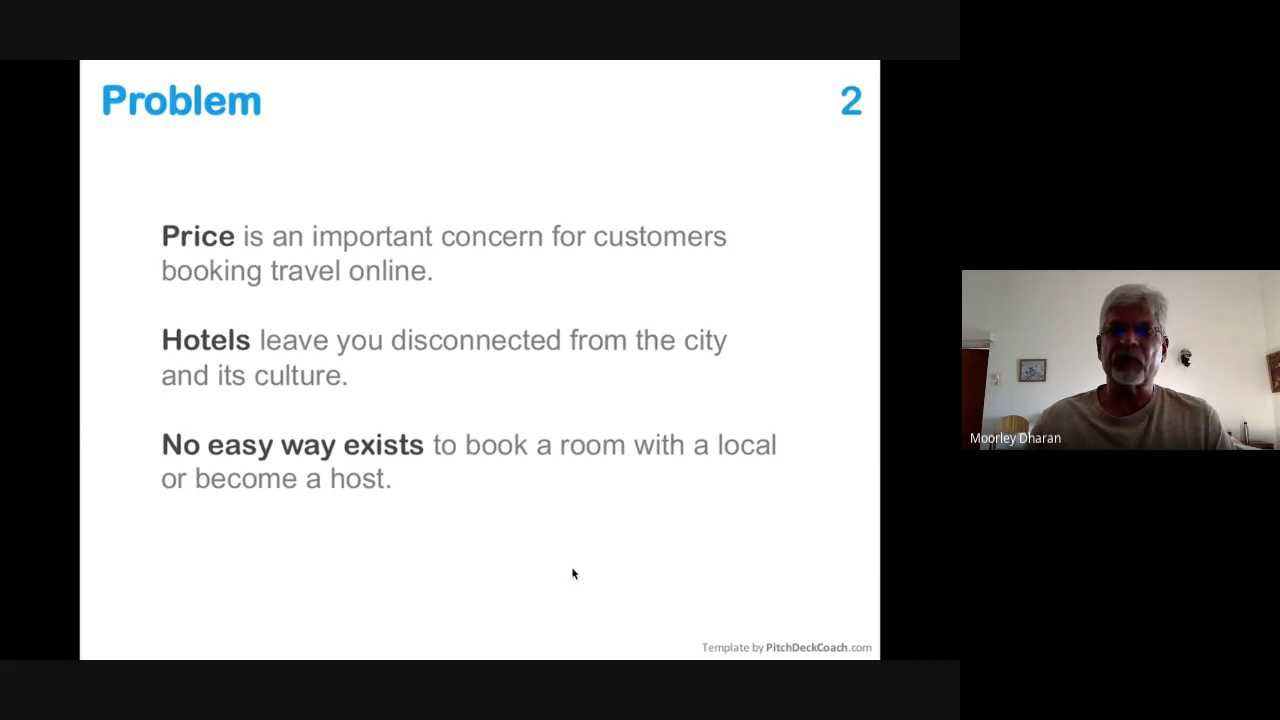 Problem
2
Price is an important concern for customers
booking travel online.
Hotels leave you disconnected from the city
and its culture.
No easy way exists to book a room with a local
or become a host.
Template by PitchDeckCoach.com
Moorley Dharan